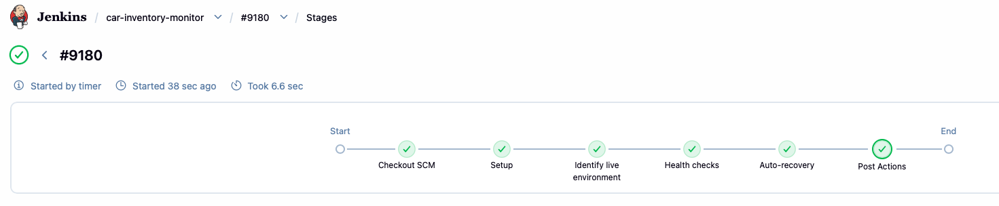 Jenkins / car-inventory-monitor / #9180 / Stages
#9180
Started by timer Started 38 sec ago Took 6.6 sec
Start End
Checkout SCM Setup Identify live environment Health checks Auto-recovery Post Actions